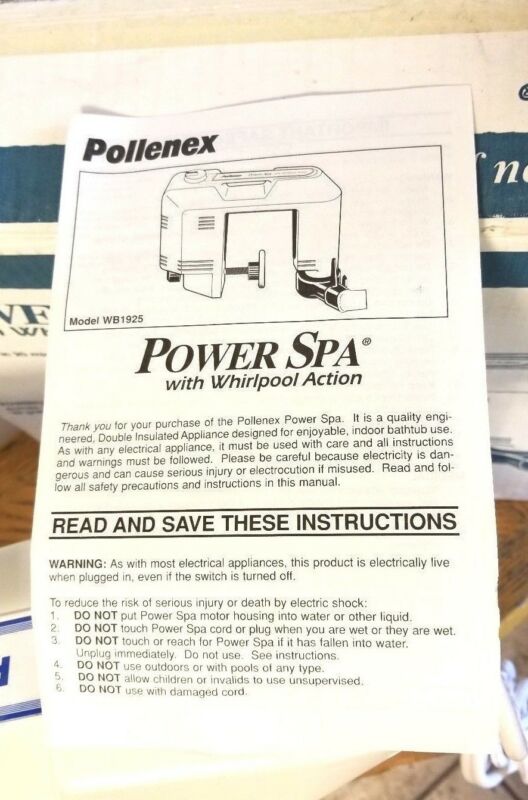 Pollenex
Model WB1925
POWER SPA®
with Whirlpool Action
Thank you for your purchase of the Pollenex Power Spa. It is a quality engi-
neered, Double Insulated Appliance designed for enjoyable, indoor bathtub use.
As with any electrical appliance, it must be used with care and all instructions
and warnings must be followed. Please be careful because electricity is dan-
gerous and can cause serious injury or electrocution if misused. Read and fol-
low all safety precautions and instructions in this manual.
READ AND SAVE THESE INSTRUCTIONS
WARNING: As with most electrical appliances, this product is electrically live
when plugged in, even if the switch is turned off.
To reduce the risk of serious injury or death by electric shock:
1. DO NOT put Power Spa motor housing into water or other liquid.
2. DO NOT touch Power Spa cord or plug when you are wet or they are wet.
3. DO NOT touch or reach for Power Spa if it has fallen into water.
Unplug immediately. Do not use. See instructions.
4. DO NOT use outdoors or with pools of any type.
5. DO NOT allow children or invalids to use unsupervised.
6. DO NOT use with damaged cord.